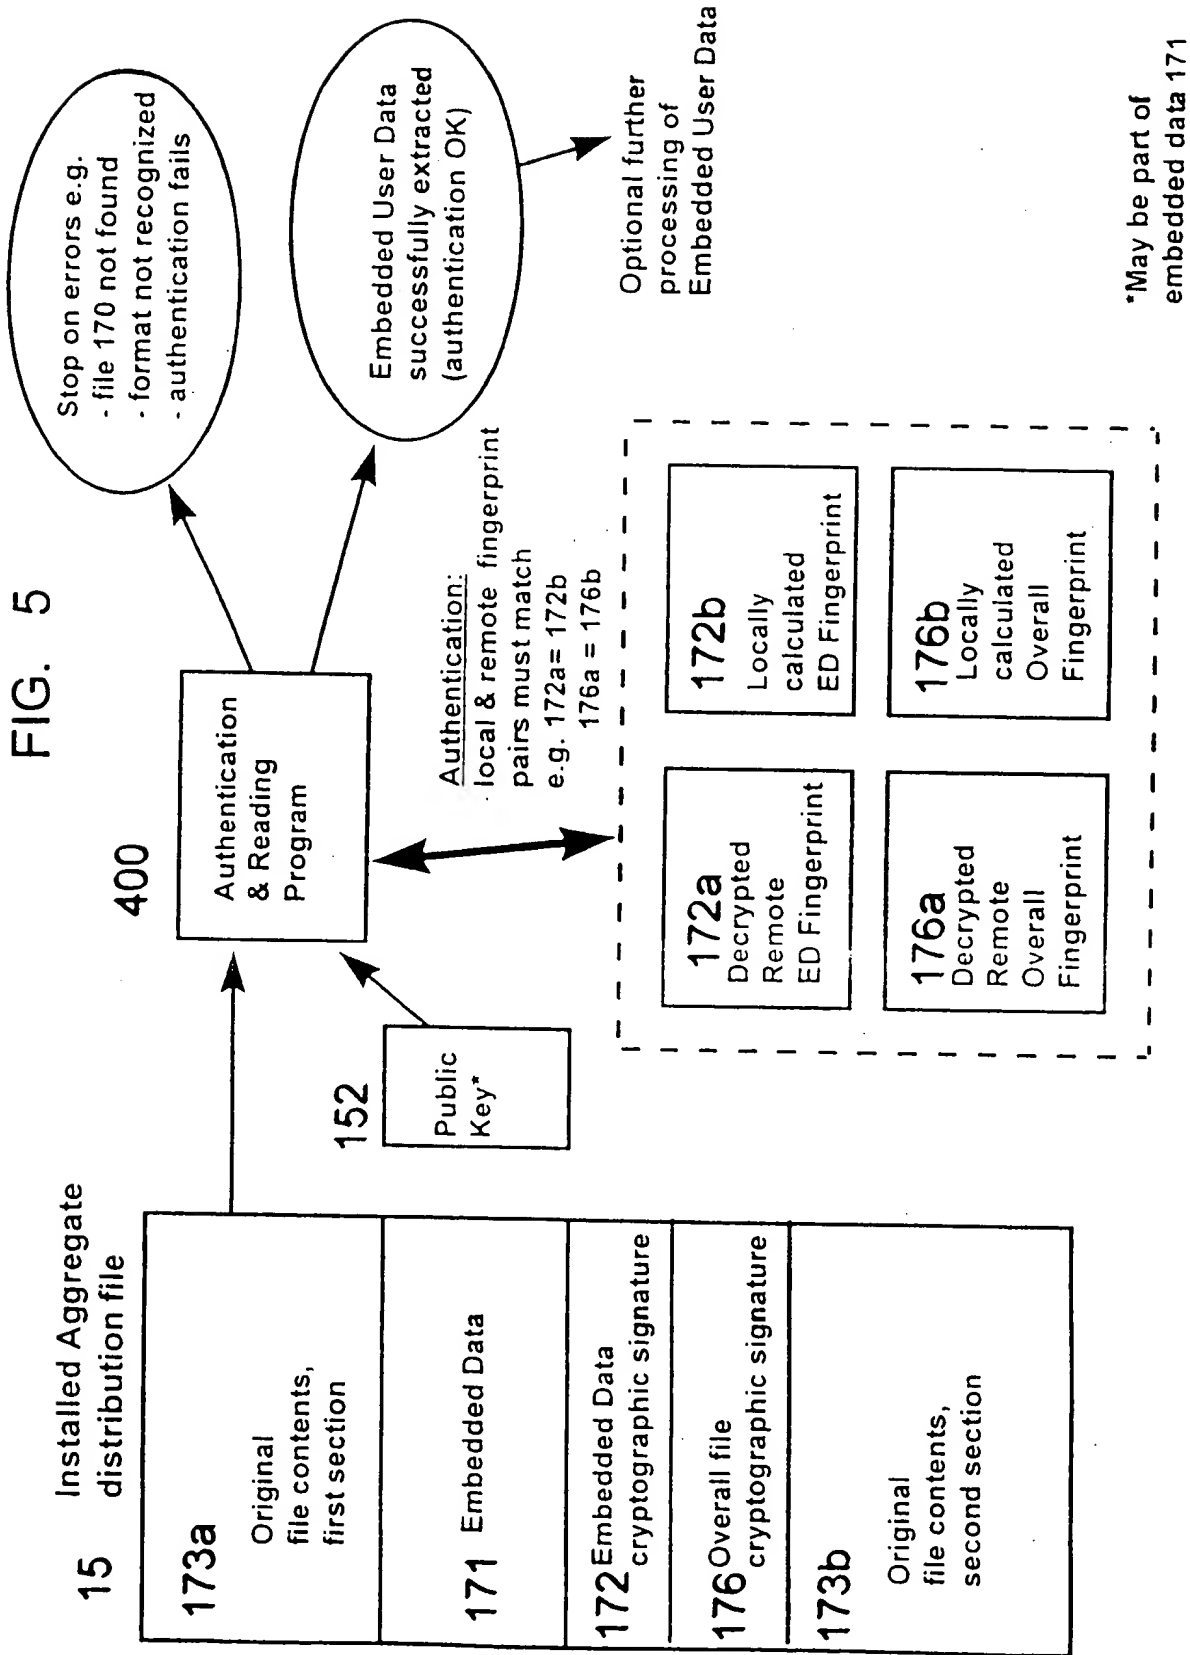 FIG. 5
15
Installed Aggregate
distribution file
173a
Original
file contents,
first section
171 Embedded Data
172 Embedded Data
cryptographic signature
176 Overall file
cryptographic signature
173b
Original
file contents,
second section
152
Public
Key*
400
Authentication
& Reading
Program
Stop on errors e.g.
- file 170 not found
- format not recognized
- authentication fails
Embedded User Data
successfully extracted
(authentication OK)
Optional further
processing of
Embedded User Data
Authentication:
local & remote fingerprint
pairs must match
e.g. 172a= 172b
176a = 176b
172a
Decrypted
Remote
ED Fingerprint
172b
Locally
calculated
ED Fingerprint
176a
Decrypted
Remote
Overall
Fingerprint
176b
Locally
calculated
Overall
Fingerprint
*May be part of
embedded data 171